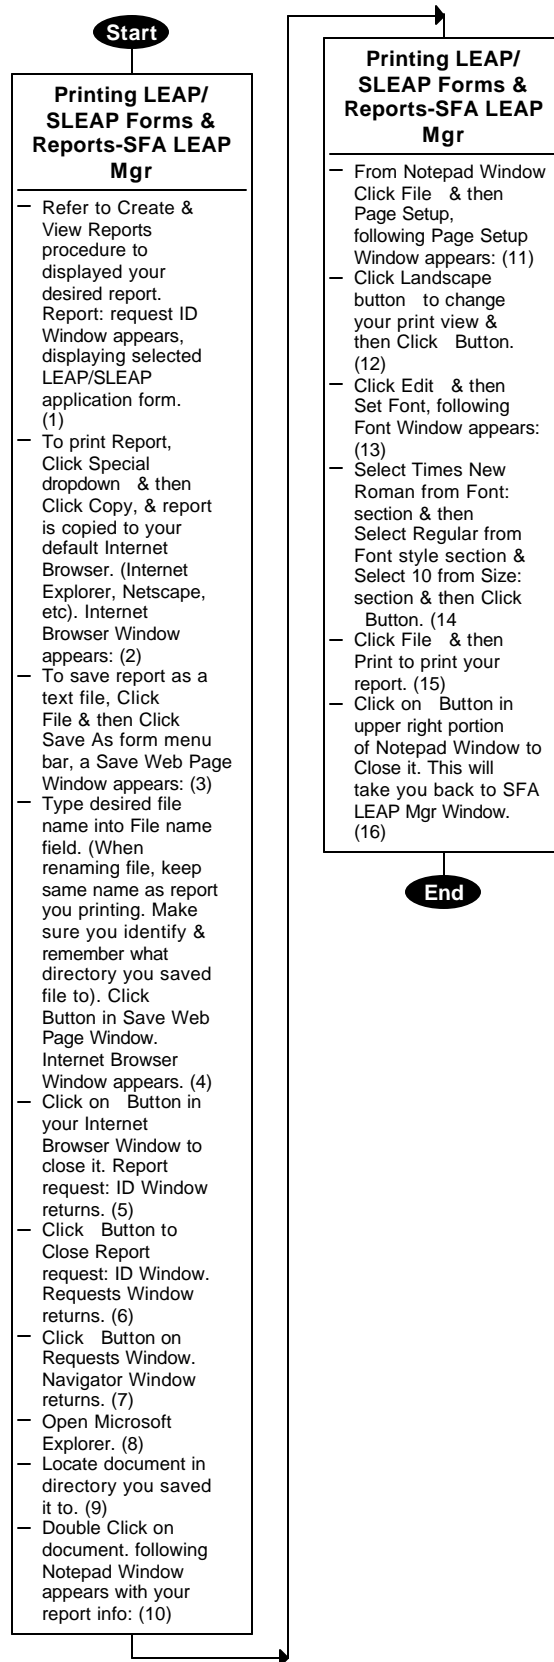 Start
Printing LEAP/
SLEAP Forms &
Reports-SFA LEAP
Mgr
– Refer to Create &
View Reports
procedure to
displayed your
desired report.
Report: request ID
Window appears,
displaying selected
LEAP/SLEAP
application form.
(1)
– To print Report,
Click Special
dropdown & then
Click Copy, & report
is copied to your
default Internet
Browser. (Internet
Explorer, Netscape,
etc). Internet
Browser Window
appears: (2)
– To save report as a
text file, Click
File & then Click
Save As form menu
bar, a Save Web Page
Window appears: (3)
– Type desired file
name into File name
field. (When
renaming file, keep
same name as report
you printing. Make
sure you identify &
remember what
directory you saved
file to). Click
Button in Save Web
Page Window.
Internet Browser
Window appears. (4)
– Click on Button in
your Internet
Browser Window to
close it. Report
request: ID Window
returns. (5)
– Click Button to
Close Report
request: ID Window.
Requests Window
returns. (6)
– Click Button on
Requests Window.
Navigator Window
returns. (7)
– Open Microsoft
Explorer. (8)
– Locate document in
directory you saved
it to. (9)
– Double Click on
document. following
Notepad Window
appears with your
report info: (10)
Printing LEAP/
SLEAP Forms &
Reports-SFA LEAP
Mgr
– From Notepad Window
Click File & then
Page Setup,
following Page Setup
Window appears: (11)
– Click Landscape
button to change
your print view &
then Click Button.
(12)
– Click Edit & then
Set Font, following
Font Window appears:
(13)
– Select Times New
Roman from Font:
section & then
Select Regular from
Font style section &
Select 10 from Size:
section & then Click
Button. (14
– Click File & then
Print to print your
report. (15)
– Click on Button in
upper right portion
of Notepad Window to
Close it. This will
take you back to SFA
LEAP Mgr Window.
(16)
End